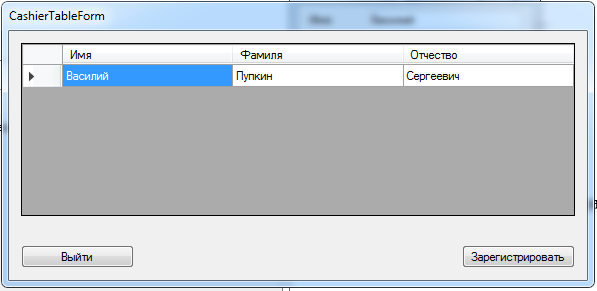 CashierTableForm
Имя Фамиля Отчество
Василий Пупкин Сергеевич
Выйти Зарегистрировать